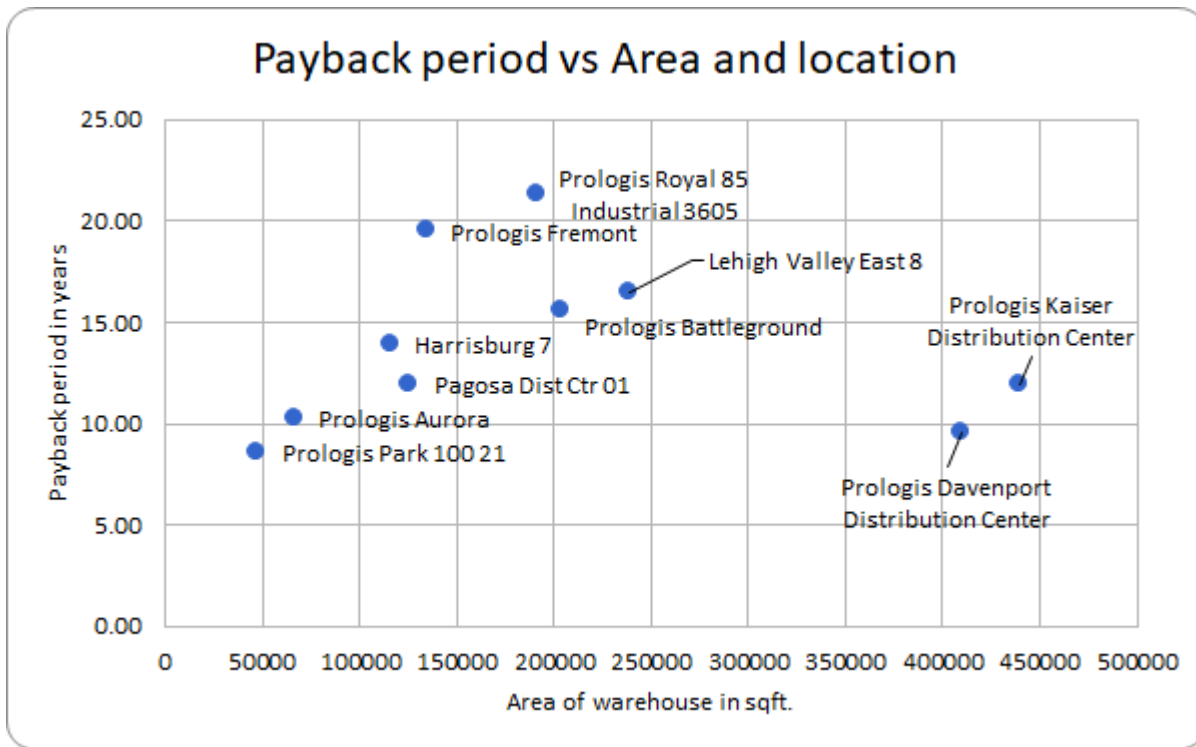 Payback period vs Area and location
Payback period in years
25.00
20.00
15.00
10.00
5.00
0.00
Prologis Royal 85
Industrial 3605
Prologis Fremont
Lehigh Valley East 8
Prologis Battleground
Prologis Kaiser
Distribution Center
Harrisburg 7
Pagosa Dist Ctr 01
Prologis Aurora
Prologis Park 100 21
Prologis Davenport
Distribution Center
0 50000 100000 150000 200000 250000 300000 350000 400000 450000 500000
Area of warehouse in sqft.